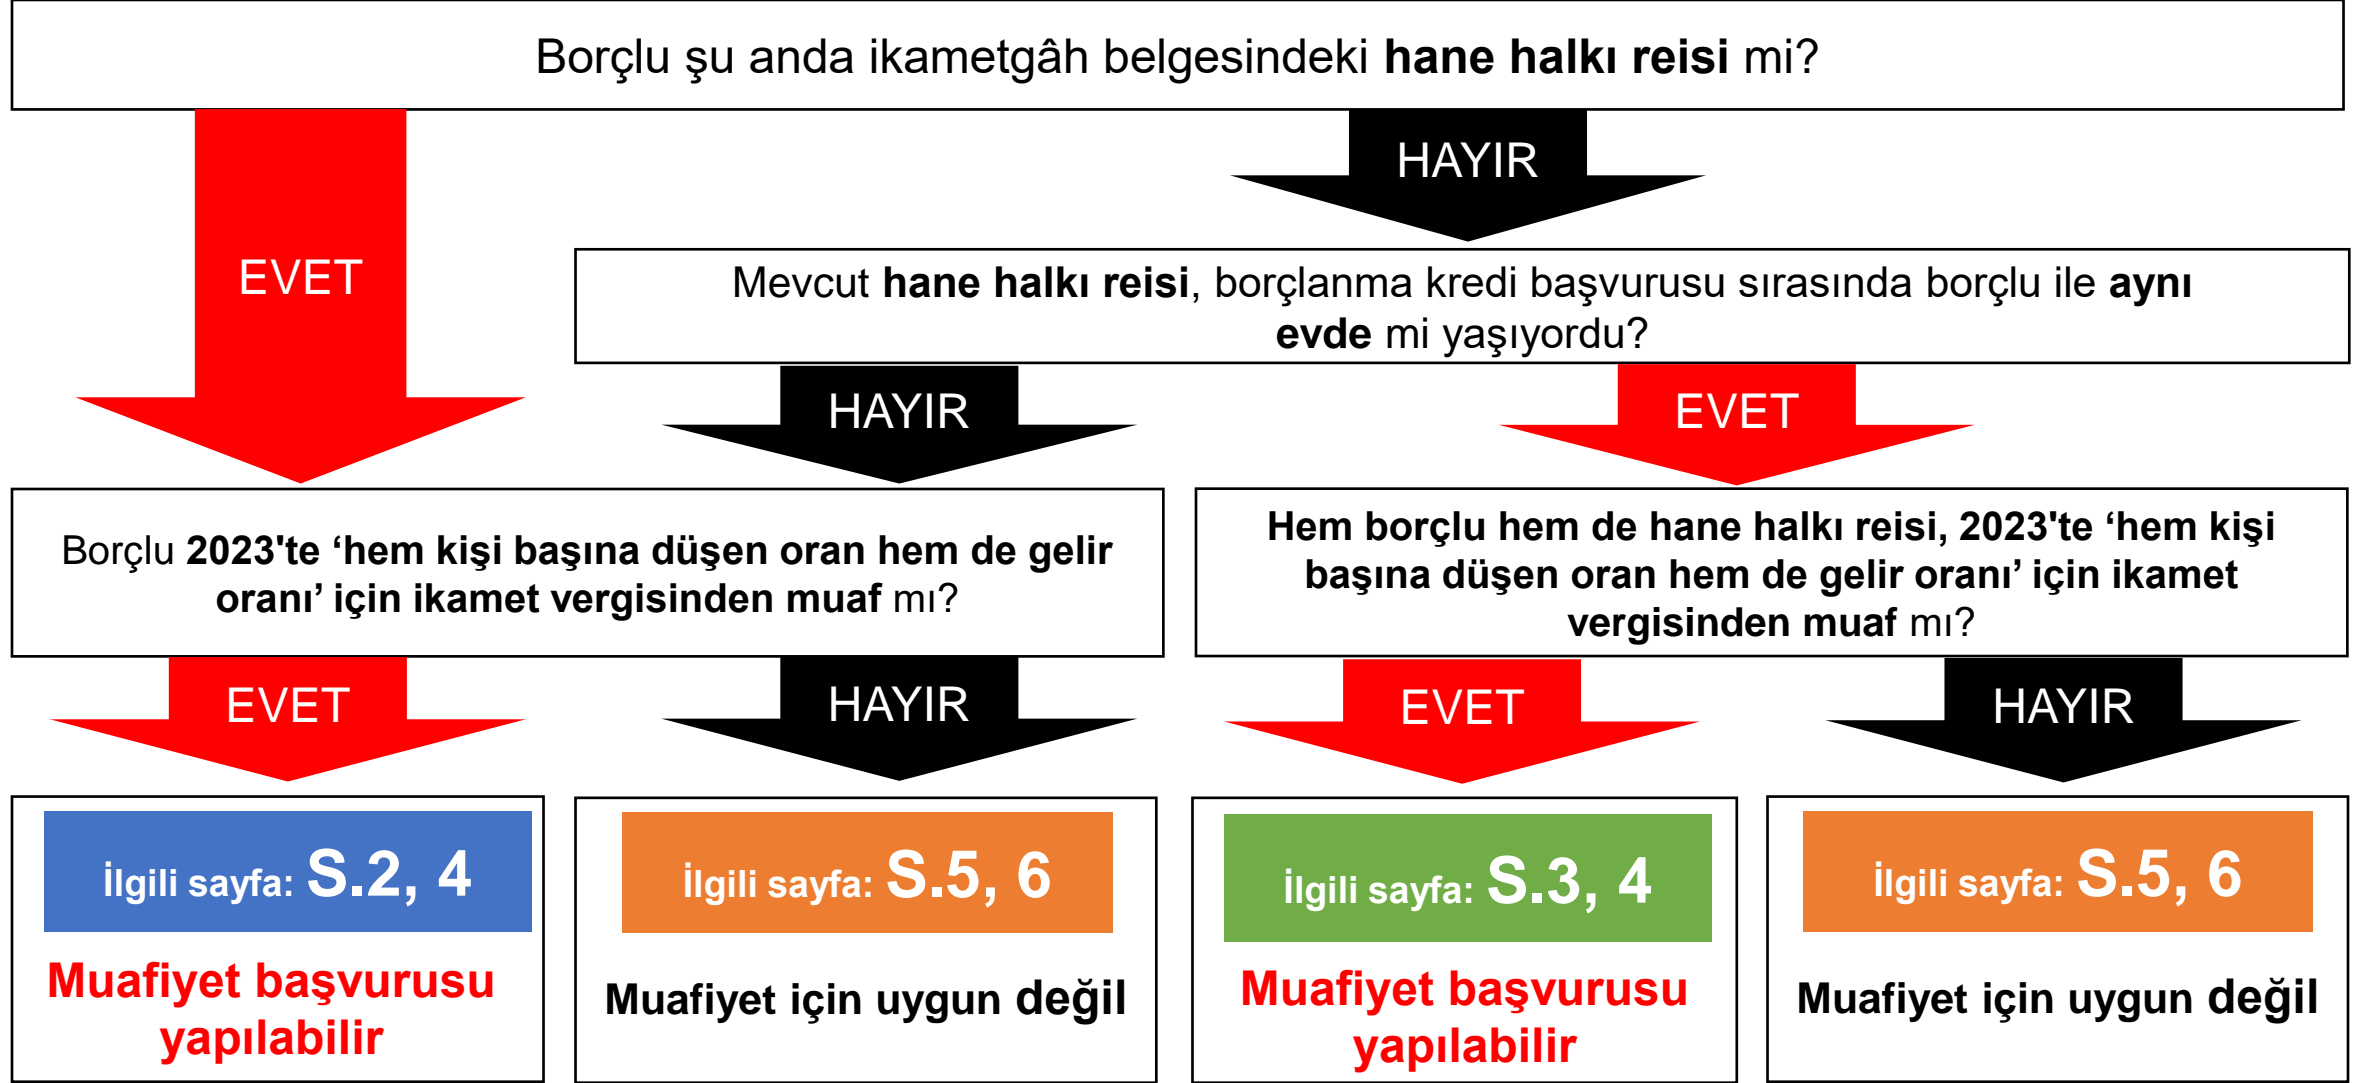 Borçlu şu anda ikametgâh belgesindeki hane halkı reisi mi?
HAYIR
EVET
Mevcut hane halkı reisi, borçlanma kredi başvurusu sırasında borçlu ile aynı
evde mi yaşıyordu?
HAYIR
EVET
Borçlu 2023'te ‘hem kişi başına düşen oran hem de gelir
oranı’ için ikamet vergisinden muaf mı?
Hem borçlu hem de hane halkı reisi, 2023'te ‘hem kişi
başına düşen oran hem de gelir oranı’ için ikamet
vergisinden muaf mı?
EVET
HAYIR
EVET
HAYIR
İlgili sayfa: S.2, 4
Muafiyet başvurusu
yapılabilir
İlgili sayfa: S.5, 6
Muafiyet için uygun değil
İlgili sayfa: S.3, 4
Muafiyet başvurusu
yapılabilir
İlgili sayfa: S.5, 6
Muafiyet için uygun değil